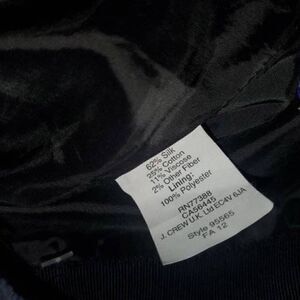 62% Silk
25% Cotton
11% Viscose
2% Other Fiber
Lining:
100% Polyester
RN77388
CA56445
J. CREW U.K. Ltd EC4V 6JA
Style 95565
FA 12